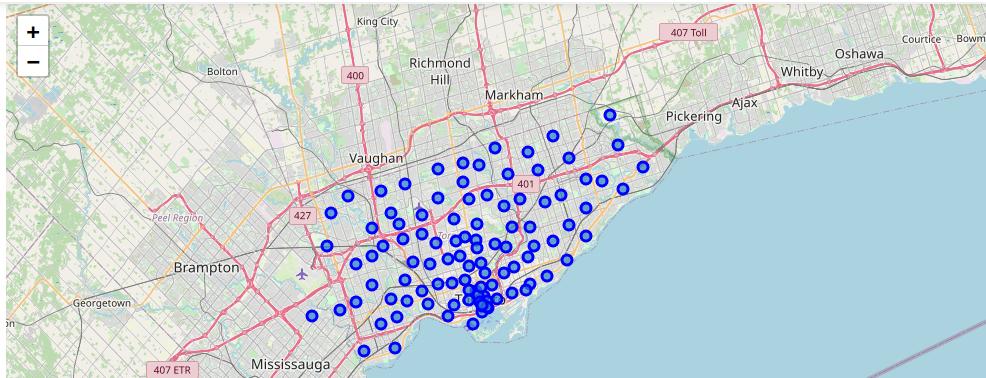 +
−
King City
407 Toll
Courtice
Bowm
Oshawa
Richmond
Hill
400
Bolton
Whitby
Markham
Ajax
Pickering
Vaughan
401
427
Peel Region
Brampton
Georgetown
on
Mississauga
407 ETR